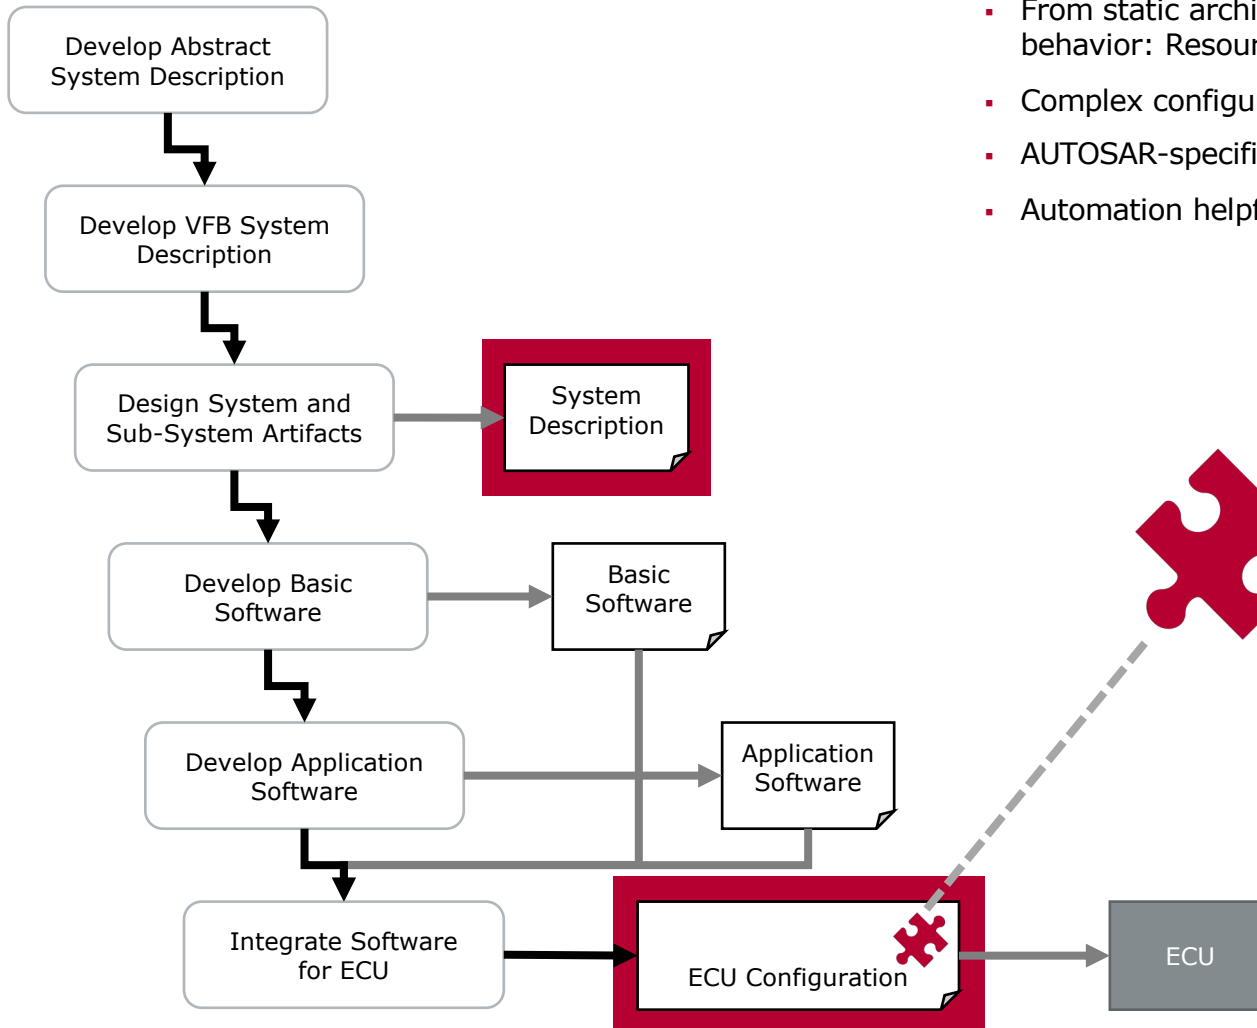 Develop Abstract
System Description
From static archi
behavior: Resour
Complex configu
AUTOSAR-specifi
Automation helpf
Develop VFB System
Description
Design System and
Sub-System Artifacts
System
Description
Develop Basic
Software
Basic
Software
Develop Application
Software
Application
Software
Integrate Software
for ECU
ECU Configuration
ECU